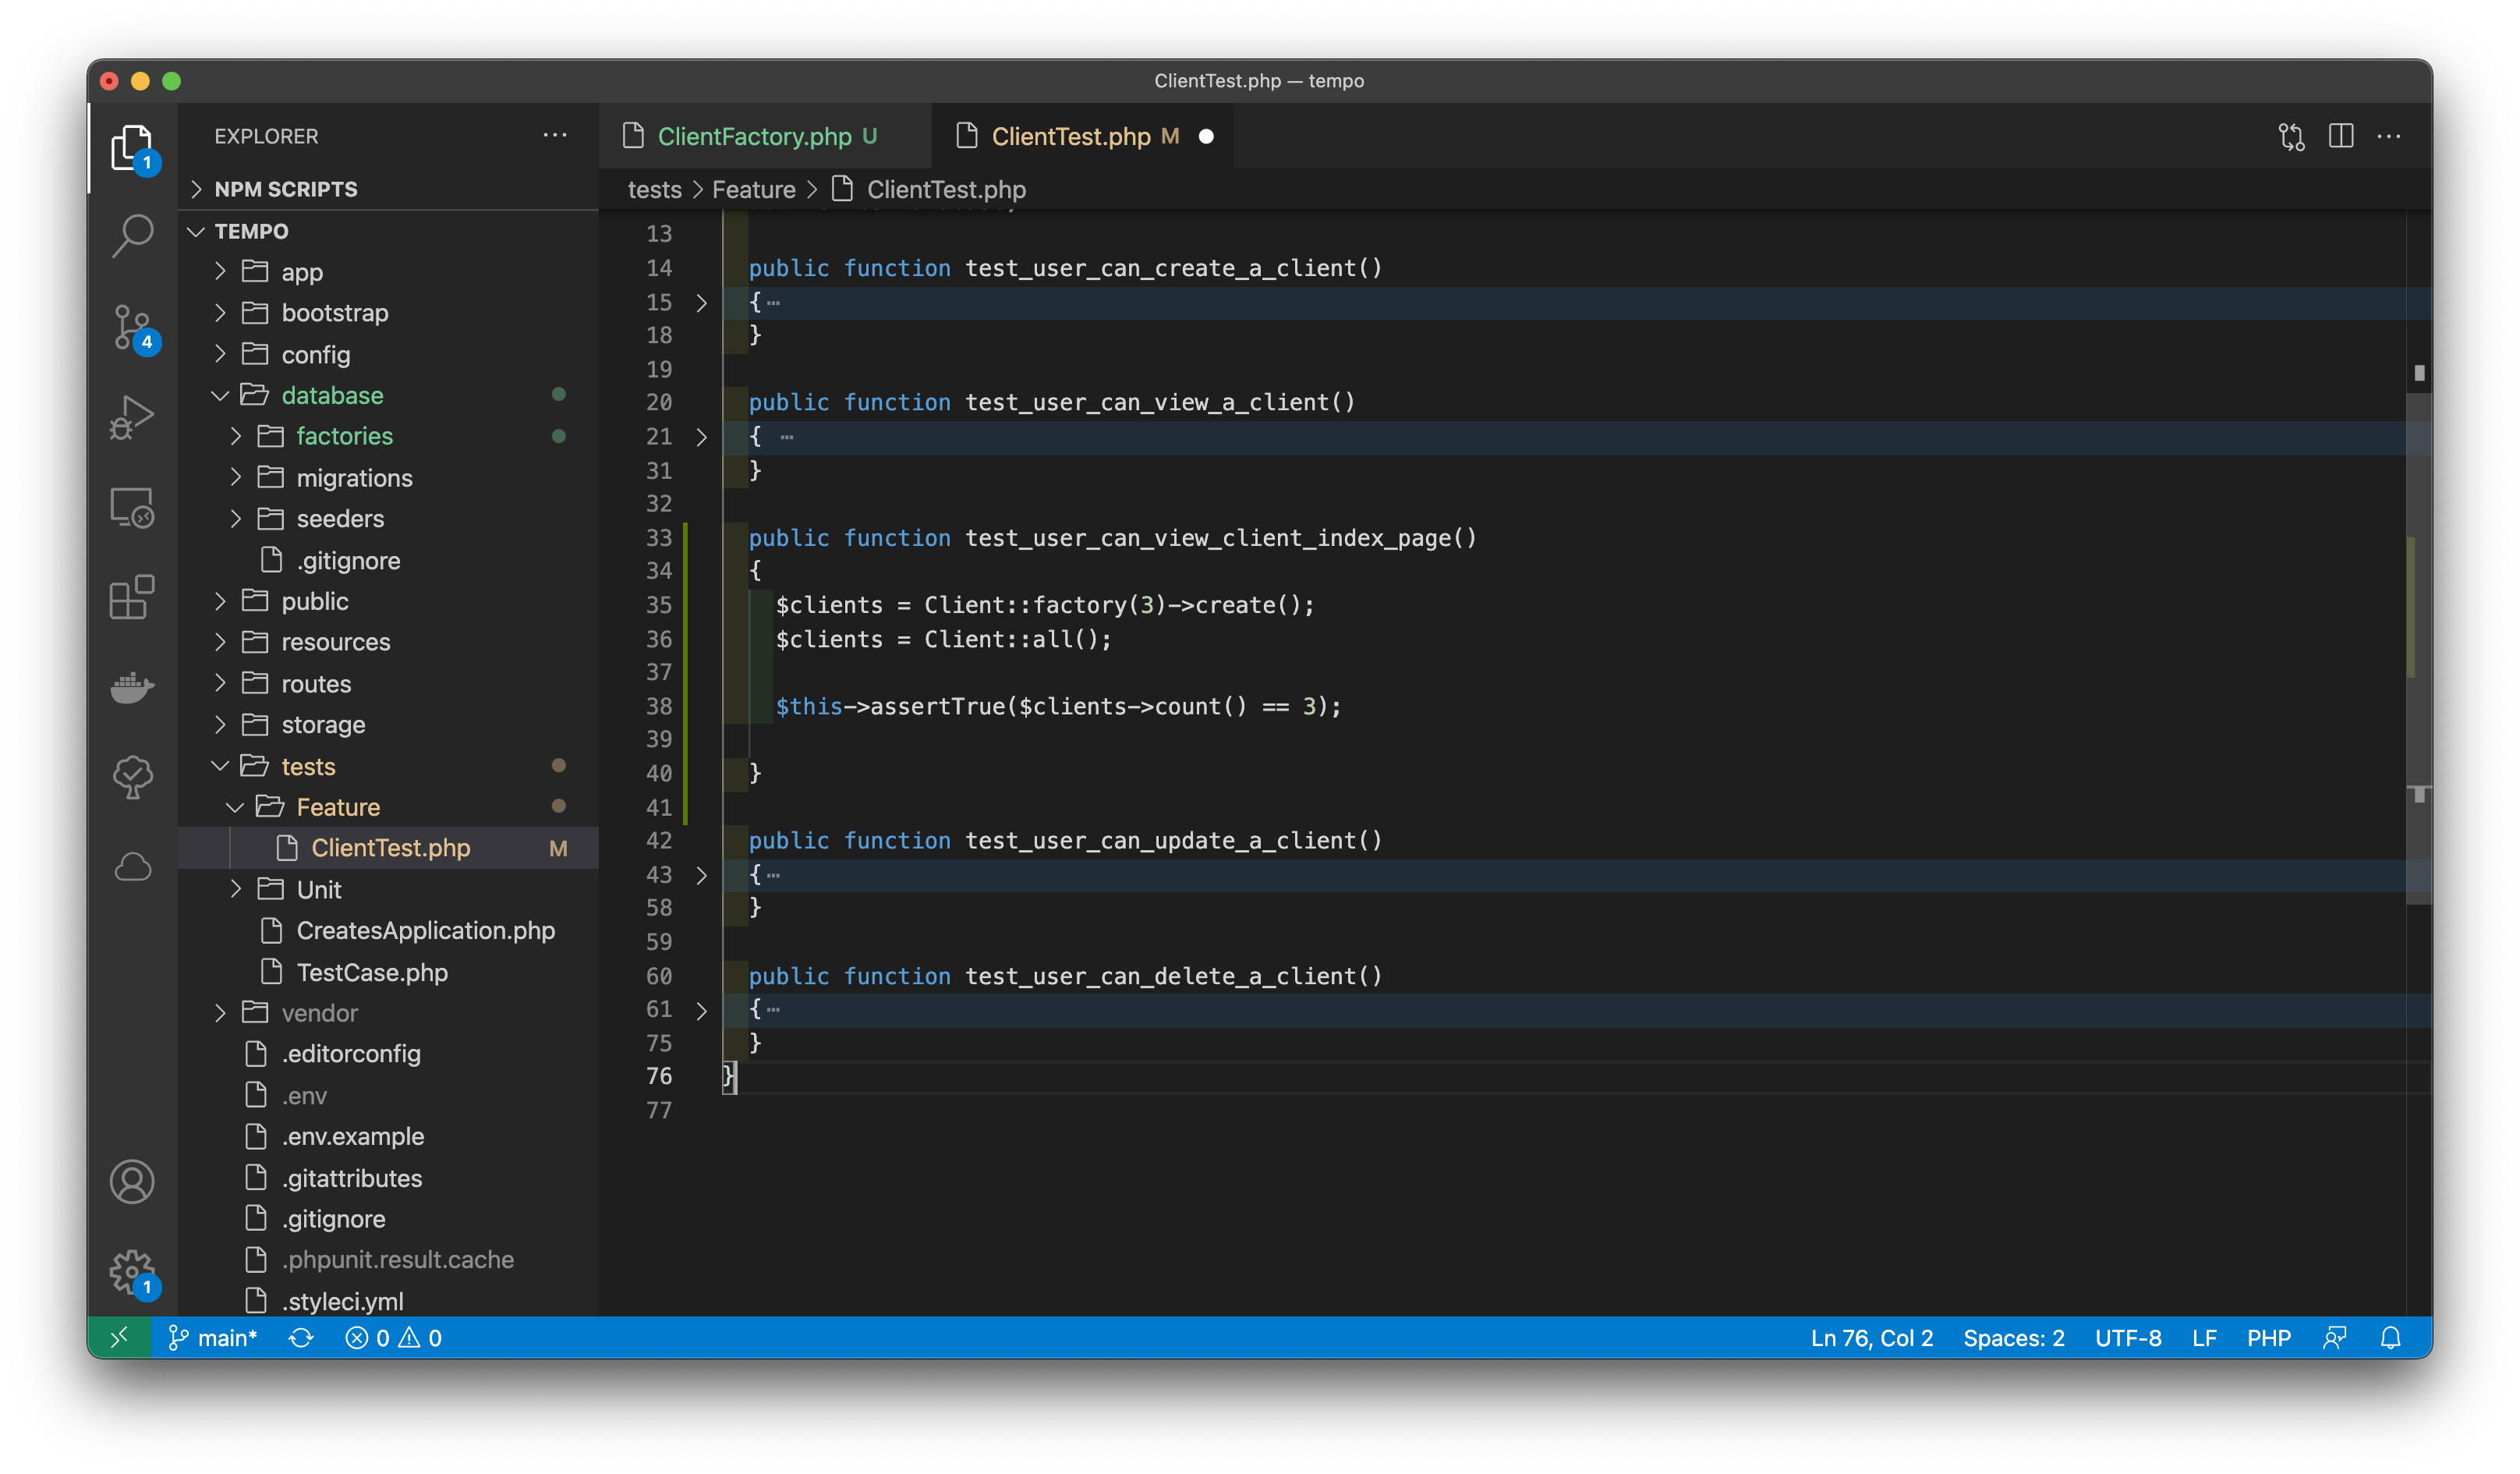 ClientTest.php — tempo
EXPLORER
NPM SCRIPTS
TEMPO
app
bootstrap
config
database
factories
migrations
seeders
.gitignore
public
resources
routes
storage
tests
Feature
ClientTest.php M
Unit
CreatesApplication.php
TestCase.php
vendor
.editorconfig
.env
.env.example
.gitattributes
.gitignore
.phpunit.result.cache
.styleci.yml
1
4
1
ClientFactory.php U
ClientTest.php M
tests > Feature > ClientTest.php
13
14 public function test_user_can_create_a_client()
15 {…
18 }
19
20 public function test_user_can_view_a_client()
21 { …
31 }
32
33 public function test_user_can_view_client_index_page()
34 {
35 $clients = Client::factory(3)->create();
36 $clients = Client::all();
37
38 $this->assertTrue($clients->count() == 3);
39
40 }
41
42 public function test_user_can_update_a_client()
43 {…
58 }
59
60 public function test_user_can_delete_a_client()
61 {…
75 }
76 }
77
main* 0 0 Ln 76, Col 2 Spaces: 2 UTF-8 LF PHP